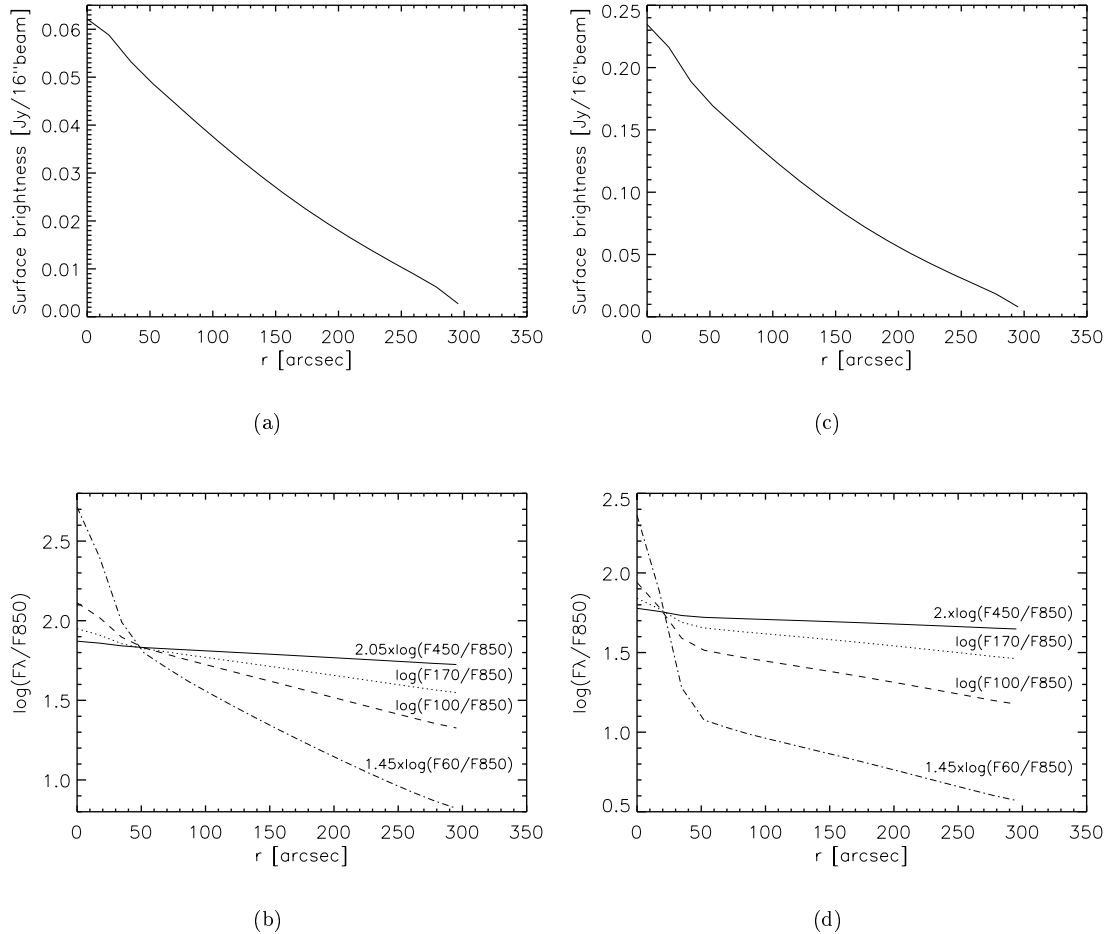 Surface brightness [Jy/16"beam]
0.06
0.05
0.04
0.03
0.02
0.01
0.00
0 50 100 150 200 250 300 350
r [arcsec]
(a)
Surface brightness [Jy/16"beam]
0.25
0.20
0.15
0.10
0.05
0.00
0 50 100 150 200 250 300 350
r [arcsec]
(c)
log(Fλ/F850)
2.5
2.0
1.5
1.0
2.05xlog(F450/F850)
log(F170/F850)
log(F100/F850)
1.45xlog(F60/F850)
0 50 100 150 200 250 300 350
r [arcsec]
(b)
log(Fλ/F850)
2.5
2.0
1.5
1.0
0.5
2.xlog(F450/F850)
log(F170/F850)
log(F100/F850)
1.45xlog(F60/F850)
0 50 100 150 200 250 300 350
r [arcsec]
(d)